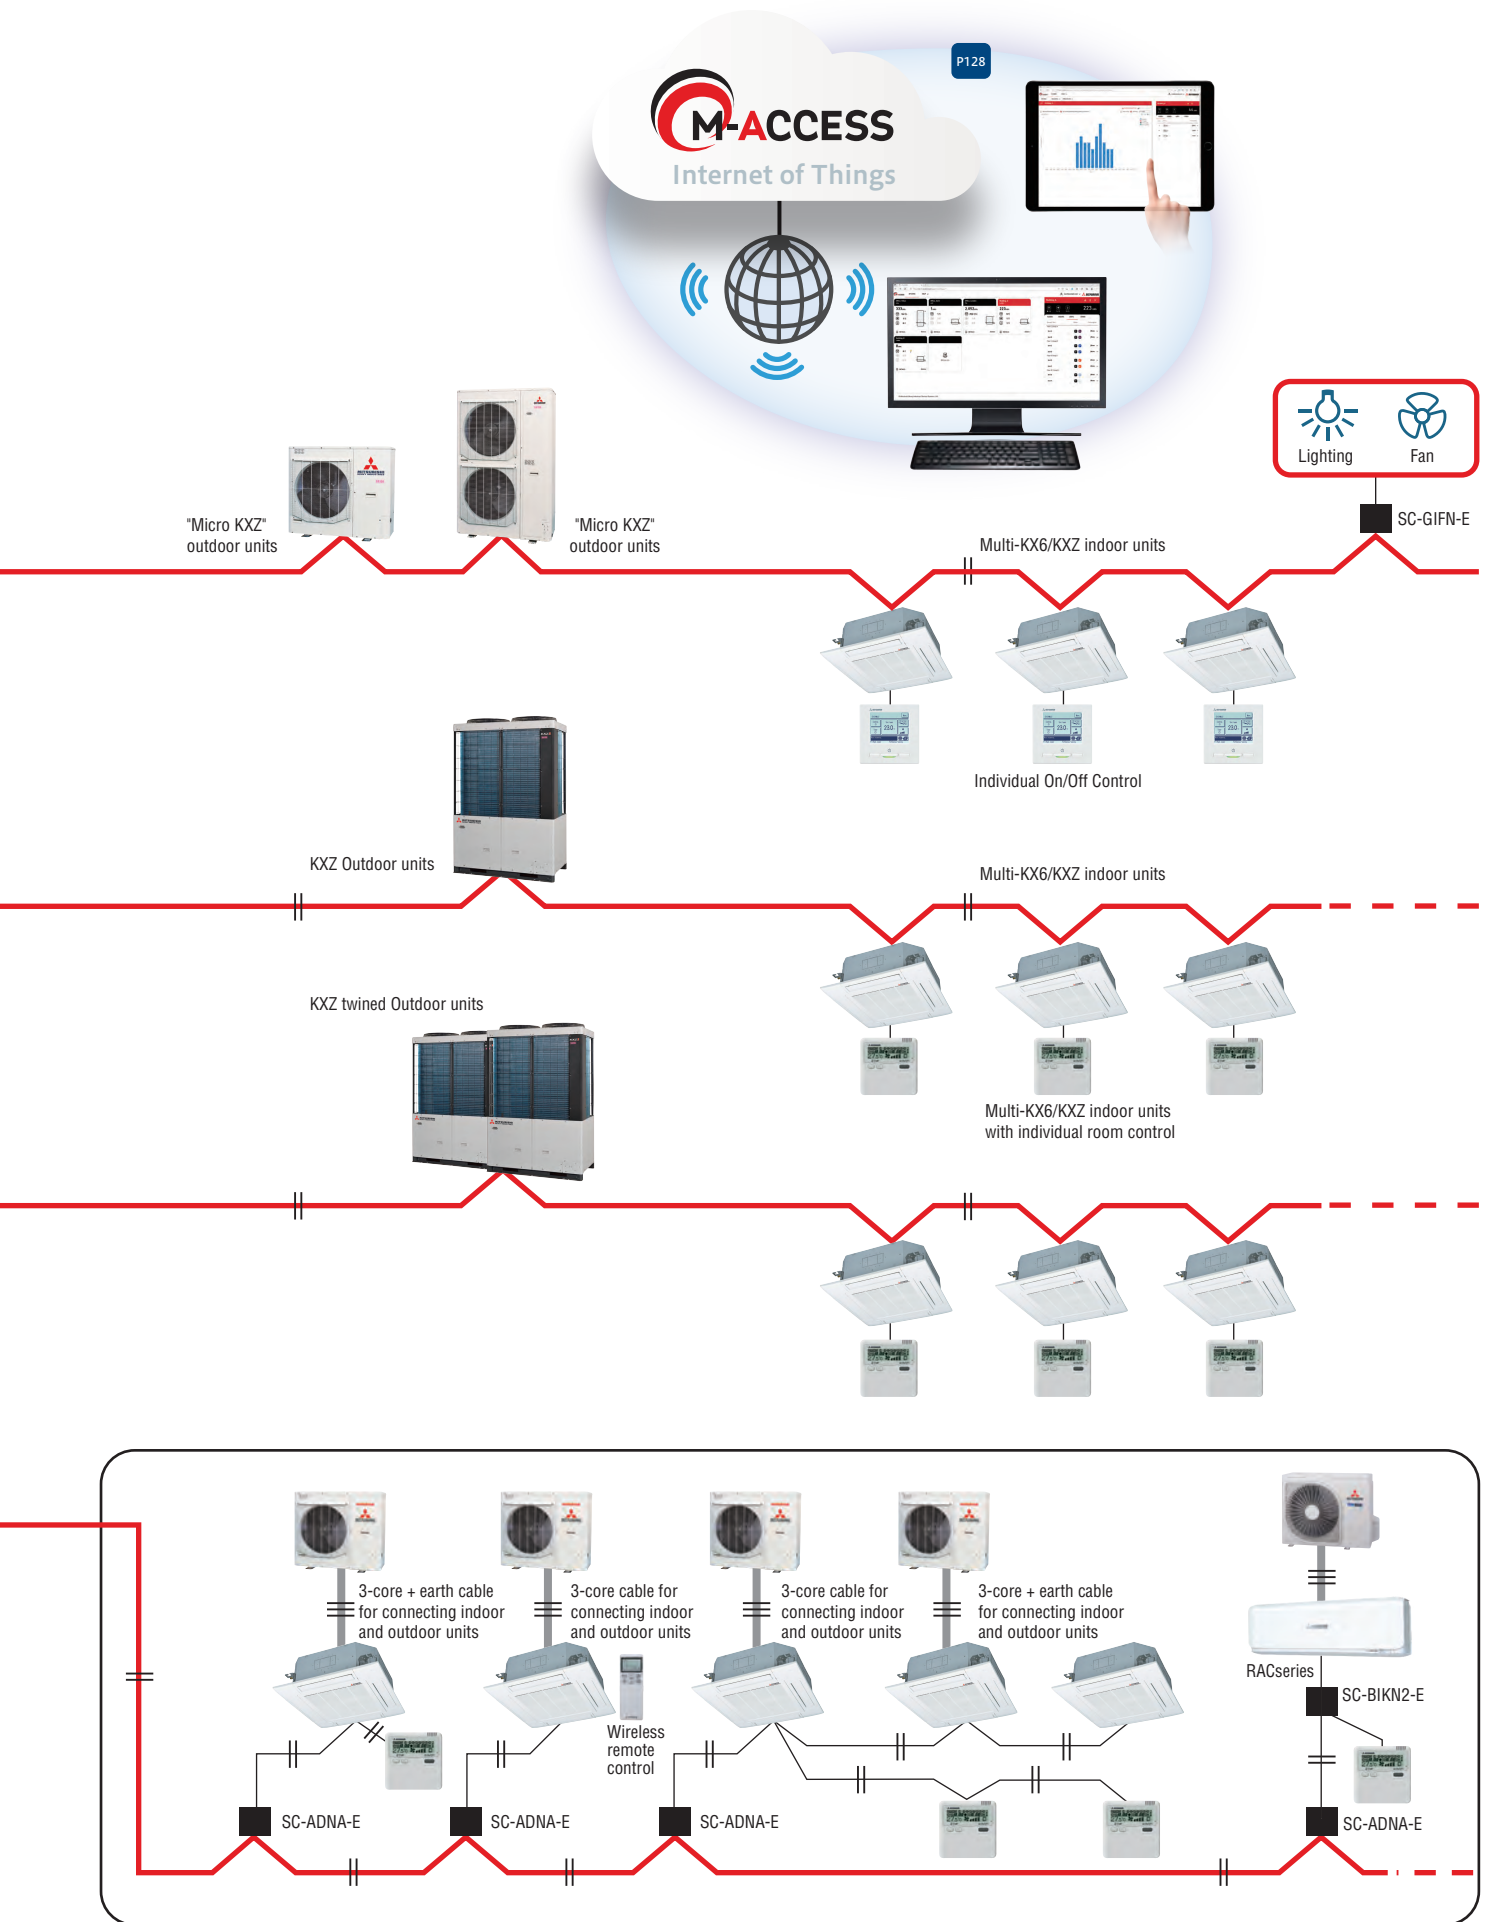 P128
M-ACCESS
Internet of Things
Lighting
Fan
SC-GIFN-E
"Micro KXZ"
outdoor units
"Micro KXZ"
outdoor units
Multi-KX6/KXZ indoor units
Individual On/Off Control
KXZ Outdoor units
Multi-KX6/KXZ indoor units
KXZ twined Outdoor units
Multi-KX6/KXZ indoor units
with individual room control
3-core + earth cable
for connecting indoor
and outdoor units
3-core cable for
connecting indoor
and outdoor units
3-core cable for
connecting indoor
and outdoor units
3-core + earth cable
for connecting indoor
and outdoor units
RACseries
SC-BIKN2-E
Wireless
remote
control
SC-ADNA-E
SC-ADNA-E
SC-ADNA-E
SC-ADNA-E